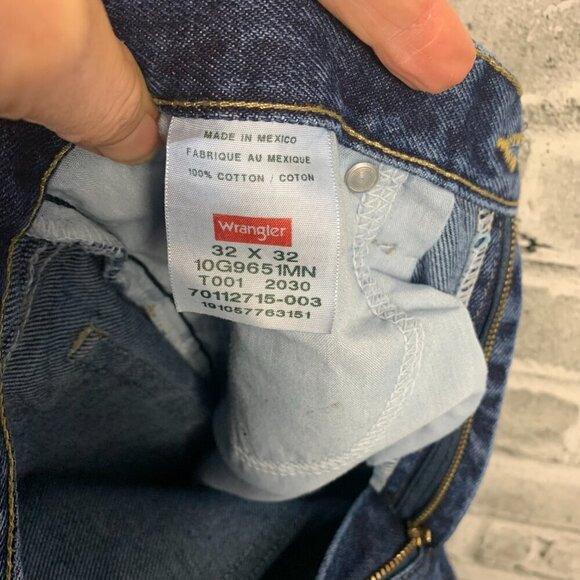 MADE IN MEXICO
FABRIQUE AU MEXIQUE
100% COTTON / COTON
Wrangler
32 X 32
10G9651MN
T001 2030
70112715-003
191057763151